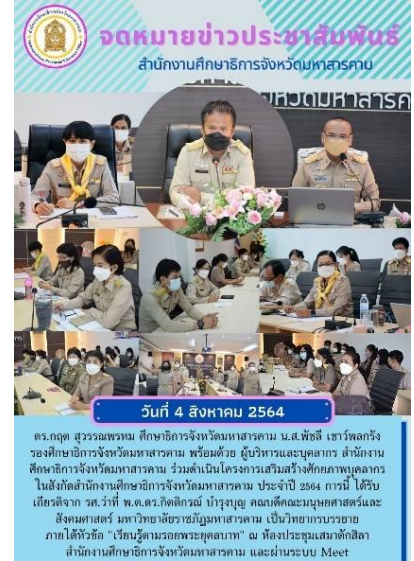 จดหมายข่าวประชาสัมพันธ์
สำนักงานศึกษาธิการจังหวัดมหาสารคาม
วันที่ 4 สิงหาคม 2564
ดร.กฤต สุวรรณพรหม ศึกษาธิการจังหวัดมหาสารคาม น.ส.พัชลี เชาว์พลกรัง
รองศึกษาธิการจังหวัดมหาสารคาม พร้อมด้วย ผู้บริหารและบุคลากร สำนักงาน
ศึกษาธิการจังหวัดมหาสารคาม ร่วมดำเนินโครงการเสริมสร้างศักยภาพบุคลากร
ในสังกัดสำนักงานศึกษาธิการจังหวัดมหาสารคาม ประจำปี 2564 การนี้ ได้รับ
เกียรติจาก รศ.ว่าที่ พ.ต.ดร.กิตติกรณ์ บำรุงบุญ คณบดีคณะมนุษยศาสตร์และ
สังคมศาสตร์ มหาวิทยาลัยราชภัฏมหาสารคาม เป็นวิทยากรบรรยาย
ภายใต้หัวข้อ "เรียนรู้ตามรอยพระยุคลบาท" ณ ห้องประชุมเสมาตักสิลา
สำนักงานศึกษาธิการจังหวัดมหาสารคาม และผ่านระบบ Meet